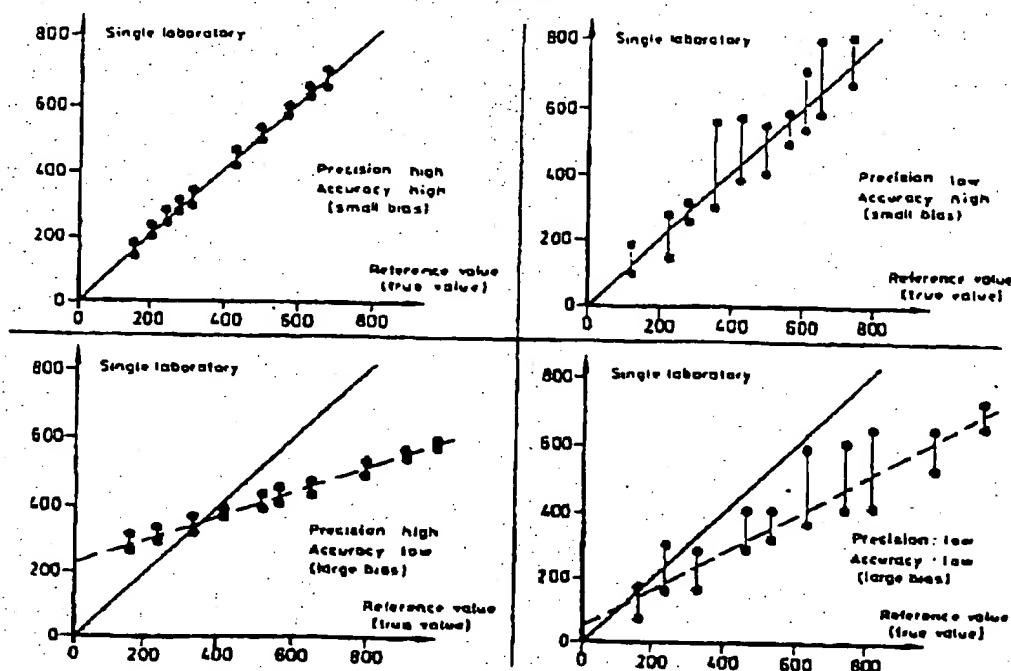 800
Single laboratory
600
400
Precision high
Accuracy high
(small bias)
200
Reference value
(true value)
0
0 200 400 600 800
800
Single laboratory
600
400
Precision low
Accuracy high
(small bias)
200
Reference value
(true value)
0
0 200 400 600 800
800
Single laboratory
600
400
Precision high
Accuracy low
(large bias)
200
Reference value
(true value)
0
0 200 400 600 800
800
Single laboratory
600
400
Precision: low
Accuracy · low
(large bias)
200
Reference value
(true value)
0
0 200 400 600 800